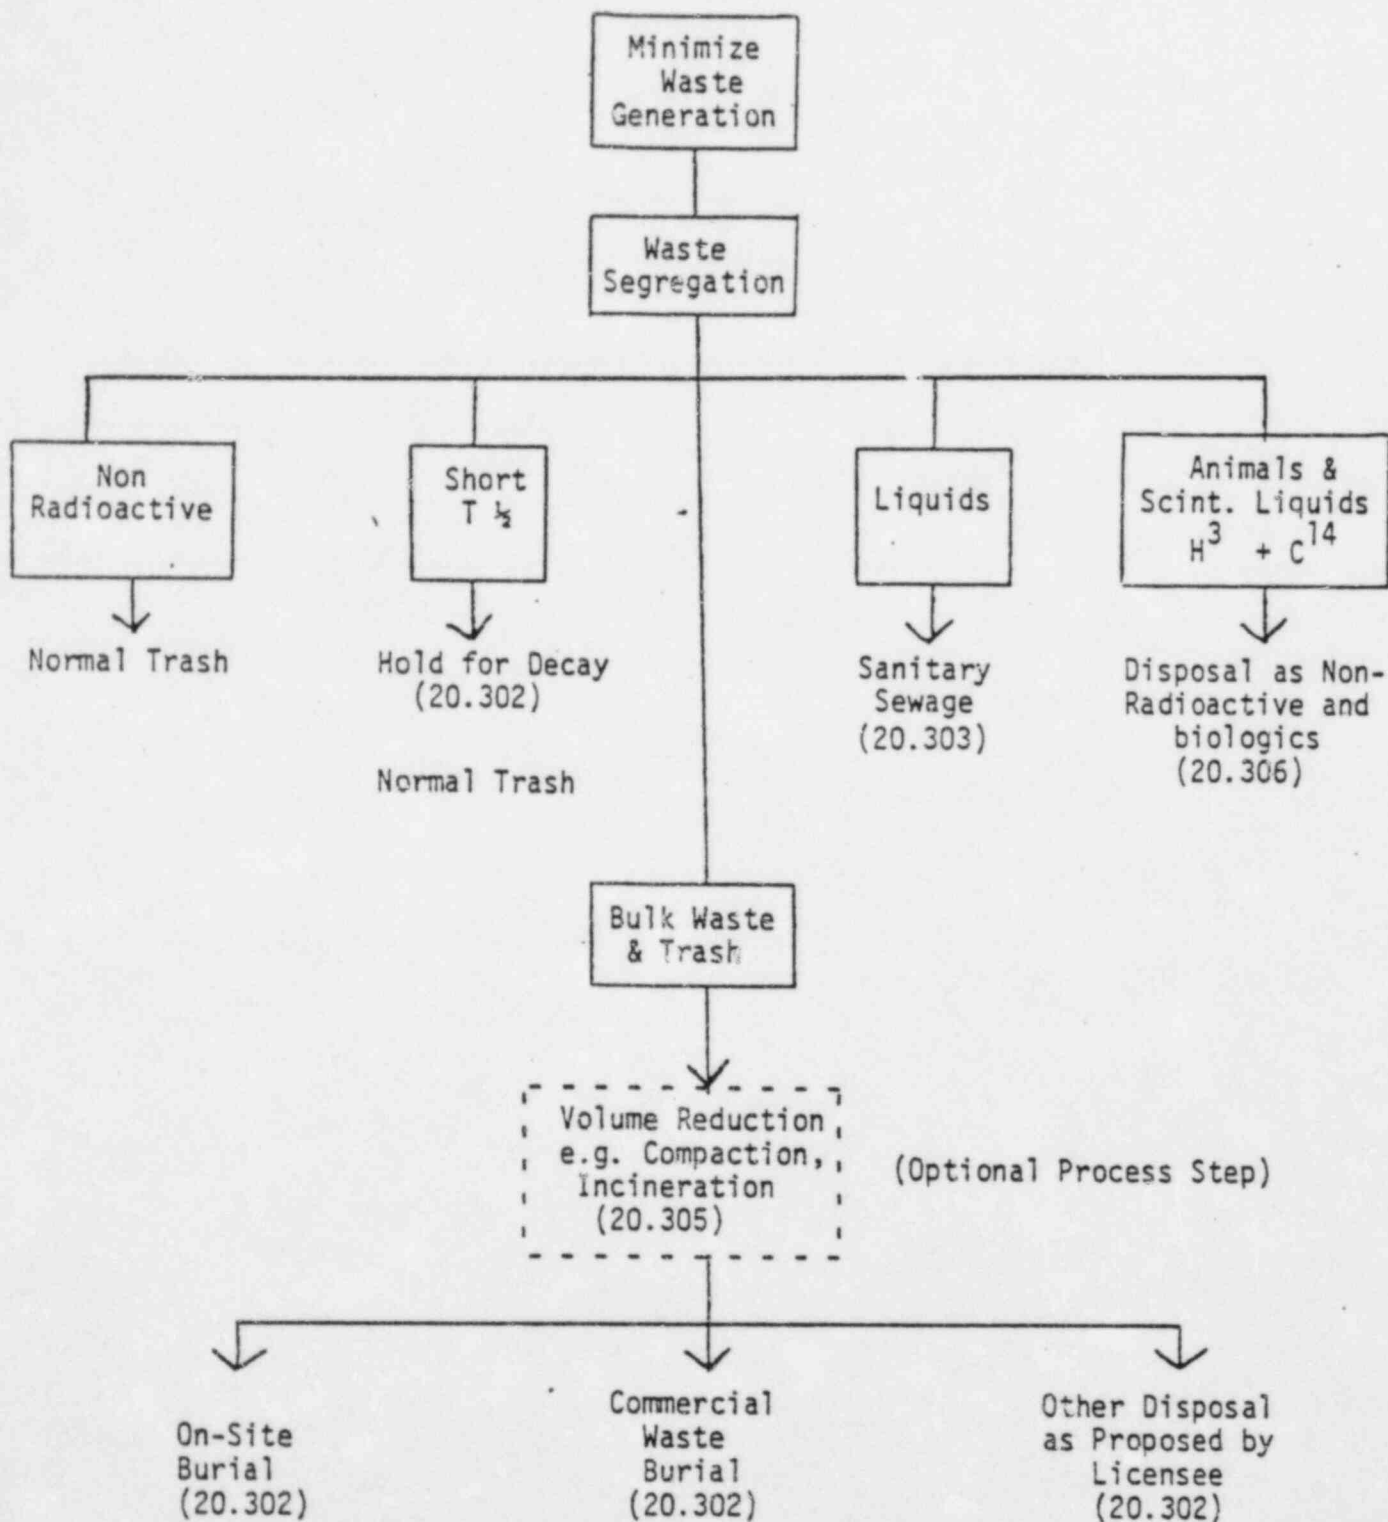 Minimize
Waste
Generation
Waste
Segregation
Non
Radioactive
Short
T ½
Liquids
Animals &
Scint. Liquids
H³ + C¹⁴
Normal Trash
Hold for Decay
(20.302)
Normal Trash
Sanitary
Sewage
(20.303)
Disposal as Non-
Radioactive and
biologics
(20.306)
Bulk Waste
& Trash
Volume Reduction
e.g. Compaction,
Incineration
(20.305)
(Optional Process Step)
On-Site
Burial
(20.302)
Commercial
Waste
Burial
(20.302)
Other Disposal
as Proposed by
Licensee
(20.302)